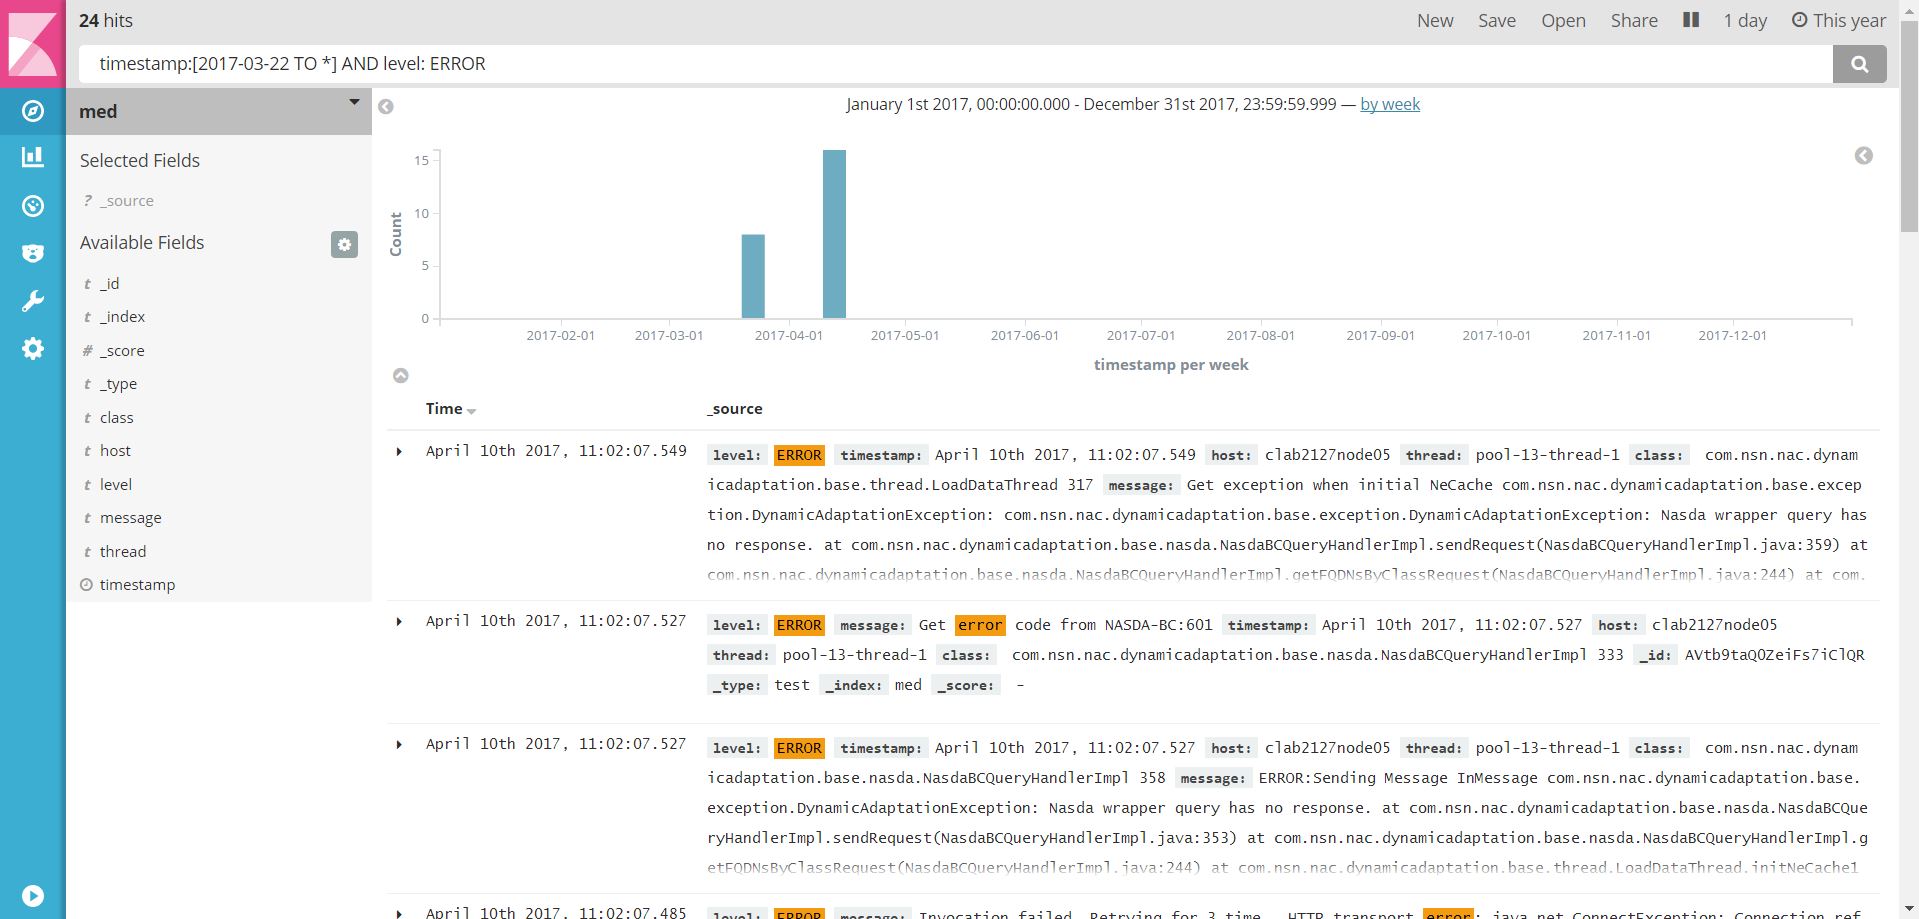 24 hits
New Save Open Share 1 day This year
timestamp:[2017-03-22 TO *] AND level: ERROR
med
Selected Fields
? _source
Available Fields
t _id
t _index
# _score
t _type
t class
t host
t level
t message
t thread
timestamp
January 1st 2017, 00:00:00.000 - December 31st 2017, 23:59:59.999 — by week
Count
15
10
5
0
2017-02-01 2017-03-01 2017-04-01 2017-05-01 2017-06-01 2017-07-01 2017-08-01 2017-09-01 2017-10-01 2017-11-01 2017-12-01
timestamp per week
Time _source
April 10th 2017, 11:02:07.549 level: ERROR timestamp: April 10th 2017, 11:02:07.549 host: clab2127node05 thread: pool-13-thread-1 class: com.nsn.nac.dynam
icadaptation.base.thread.LoadDataThread 317 message: Get exception when initial NeCache com.nsn.nac.dynamicadaptation.base.excep
tion.DynamicAdaptationException: com.nsn.nac.dynamicadaptation.base.exception.DynamicAdaptationException: Nasda wrapper query has
no response. at com.nsn.nac.dynamicadaptation.base.nasda.NasdaBCQueryHandlerImpl.sendRequest(NasdaBCQueryHandlerImpl.java:359) at
com.nsn.nac.dynamicadaptation.base.nasda.NasdaBCQueryHandlerImpl.getFQDNsByClassRequest(NasdaBCQueryHandlerImpl.java:244) at com.
April 10th 2017, 11:02:07.527 level: ERROR message: Get error code from NASDA-BC:601 timestamp: April 10th 2017, 11:02:07.527 host: clab2127node05
thread: pool-13-thread-1 class: com.nsn.nac.dynamicadaptation.base.nasda.NasdaBCQueryHandlerImpl 333 _id: AVtb9taQ0ZeiFs7iClQR
_type: test _index: med _score: -
April 10th 2017, 11:02:07.527 level: ERROR timestamp: April 10th 2017, 11:02:07.527 host: clab2127node05 thread: pool-13-thread-1 class: com.nsn.nac.dynam
icadaptation.base.nasda.NasdaBCQueryHandlerImpl 358 message: ERROR:Sending Message InMessage com.nsn.nac.dynamicadaptation.base.
exception.DynamicAdaptationException: Nasda wrapper query has no response. at com.nsn.nac.dynamicadaptation.base.nasda.NasdaBCQue
ryHandlerImpl.sendRequest(NasdaBCQueryHandlerImpl.java:353) at com.nsn.nac.dynamicadaptation.base.nasda.NasdaBCQueryHandlerImpl.g
etFQDNsByClassRequest(NasdaBCQueryHandlerImpl.java:244) at com.nsn.nac.dynamicadaptation.base.thread.LoadDataThread.initNeCache1
April 10th 2017, 11:02:07.485 level: ERROR message: Invocation failed. Retrying for 3 time.. HTTP transport error: java.net.ConnectException: Connection ref